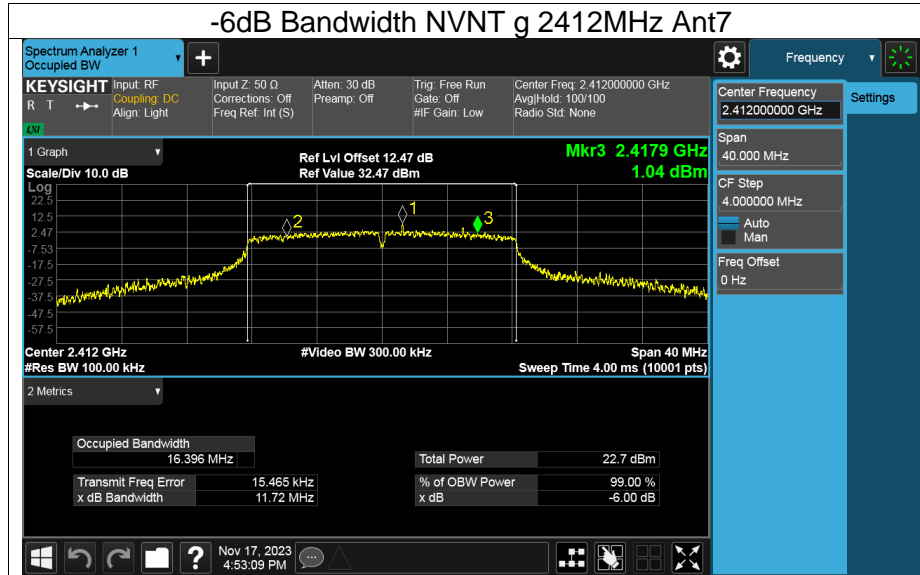 -6dB Bandwidth NVNT g 2412MHz Ant7
Spectrum Analyzer 1
Occupied BW
+
Frequency
KEYSIGHT
R T
LXI
Input: RF
Coupling: DC
Align: Light
Input Z: 50 Ω
Corrections: Off
Freq Ref: Int (S)
Atten: 30 dB
Preamp: Off
Trig: Free Run
Gate: Off
#IF Gain: Low
Center Freq: 2.412000000 GHz
Avg|Hold: 100/100
Radio Std: None
Center Frequency
2.412000000 GHz
Settings
Span
40.000 MHz
CF Step
4.000000 MHz
Auto
Man
Freq Offset
0 Hz
1 Graph
Scale/Div 10.0 dB
Ref Lvl Offset 12.47 dB
Ref Value 32.47 dBm
Mkr3 2.4179 GHz
1.04 dBm
Log
22.5
12.5
2.47
-7.53
-17.5
-27.5
-37.5
-47.5
-57.5
2
1
3
Center 2.412 GHz
#Res BW 100.00 kHz
#Video BW 300.00 kHz
Span 40 MHz
Sweep Time 4.00 ms (10001 pts)
2 Metrics
Occupied Bandwidth
16.396 MHz
Total Power 22.7 dBm
Transmit Freq Error 15.465 kHz
% of OBW Power 99.00 %
x dB Bandwidth 11.72 MHz
x dB -6.00 dB
?
Nov 17, 2023
4:53:09 PM